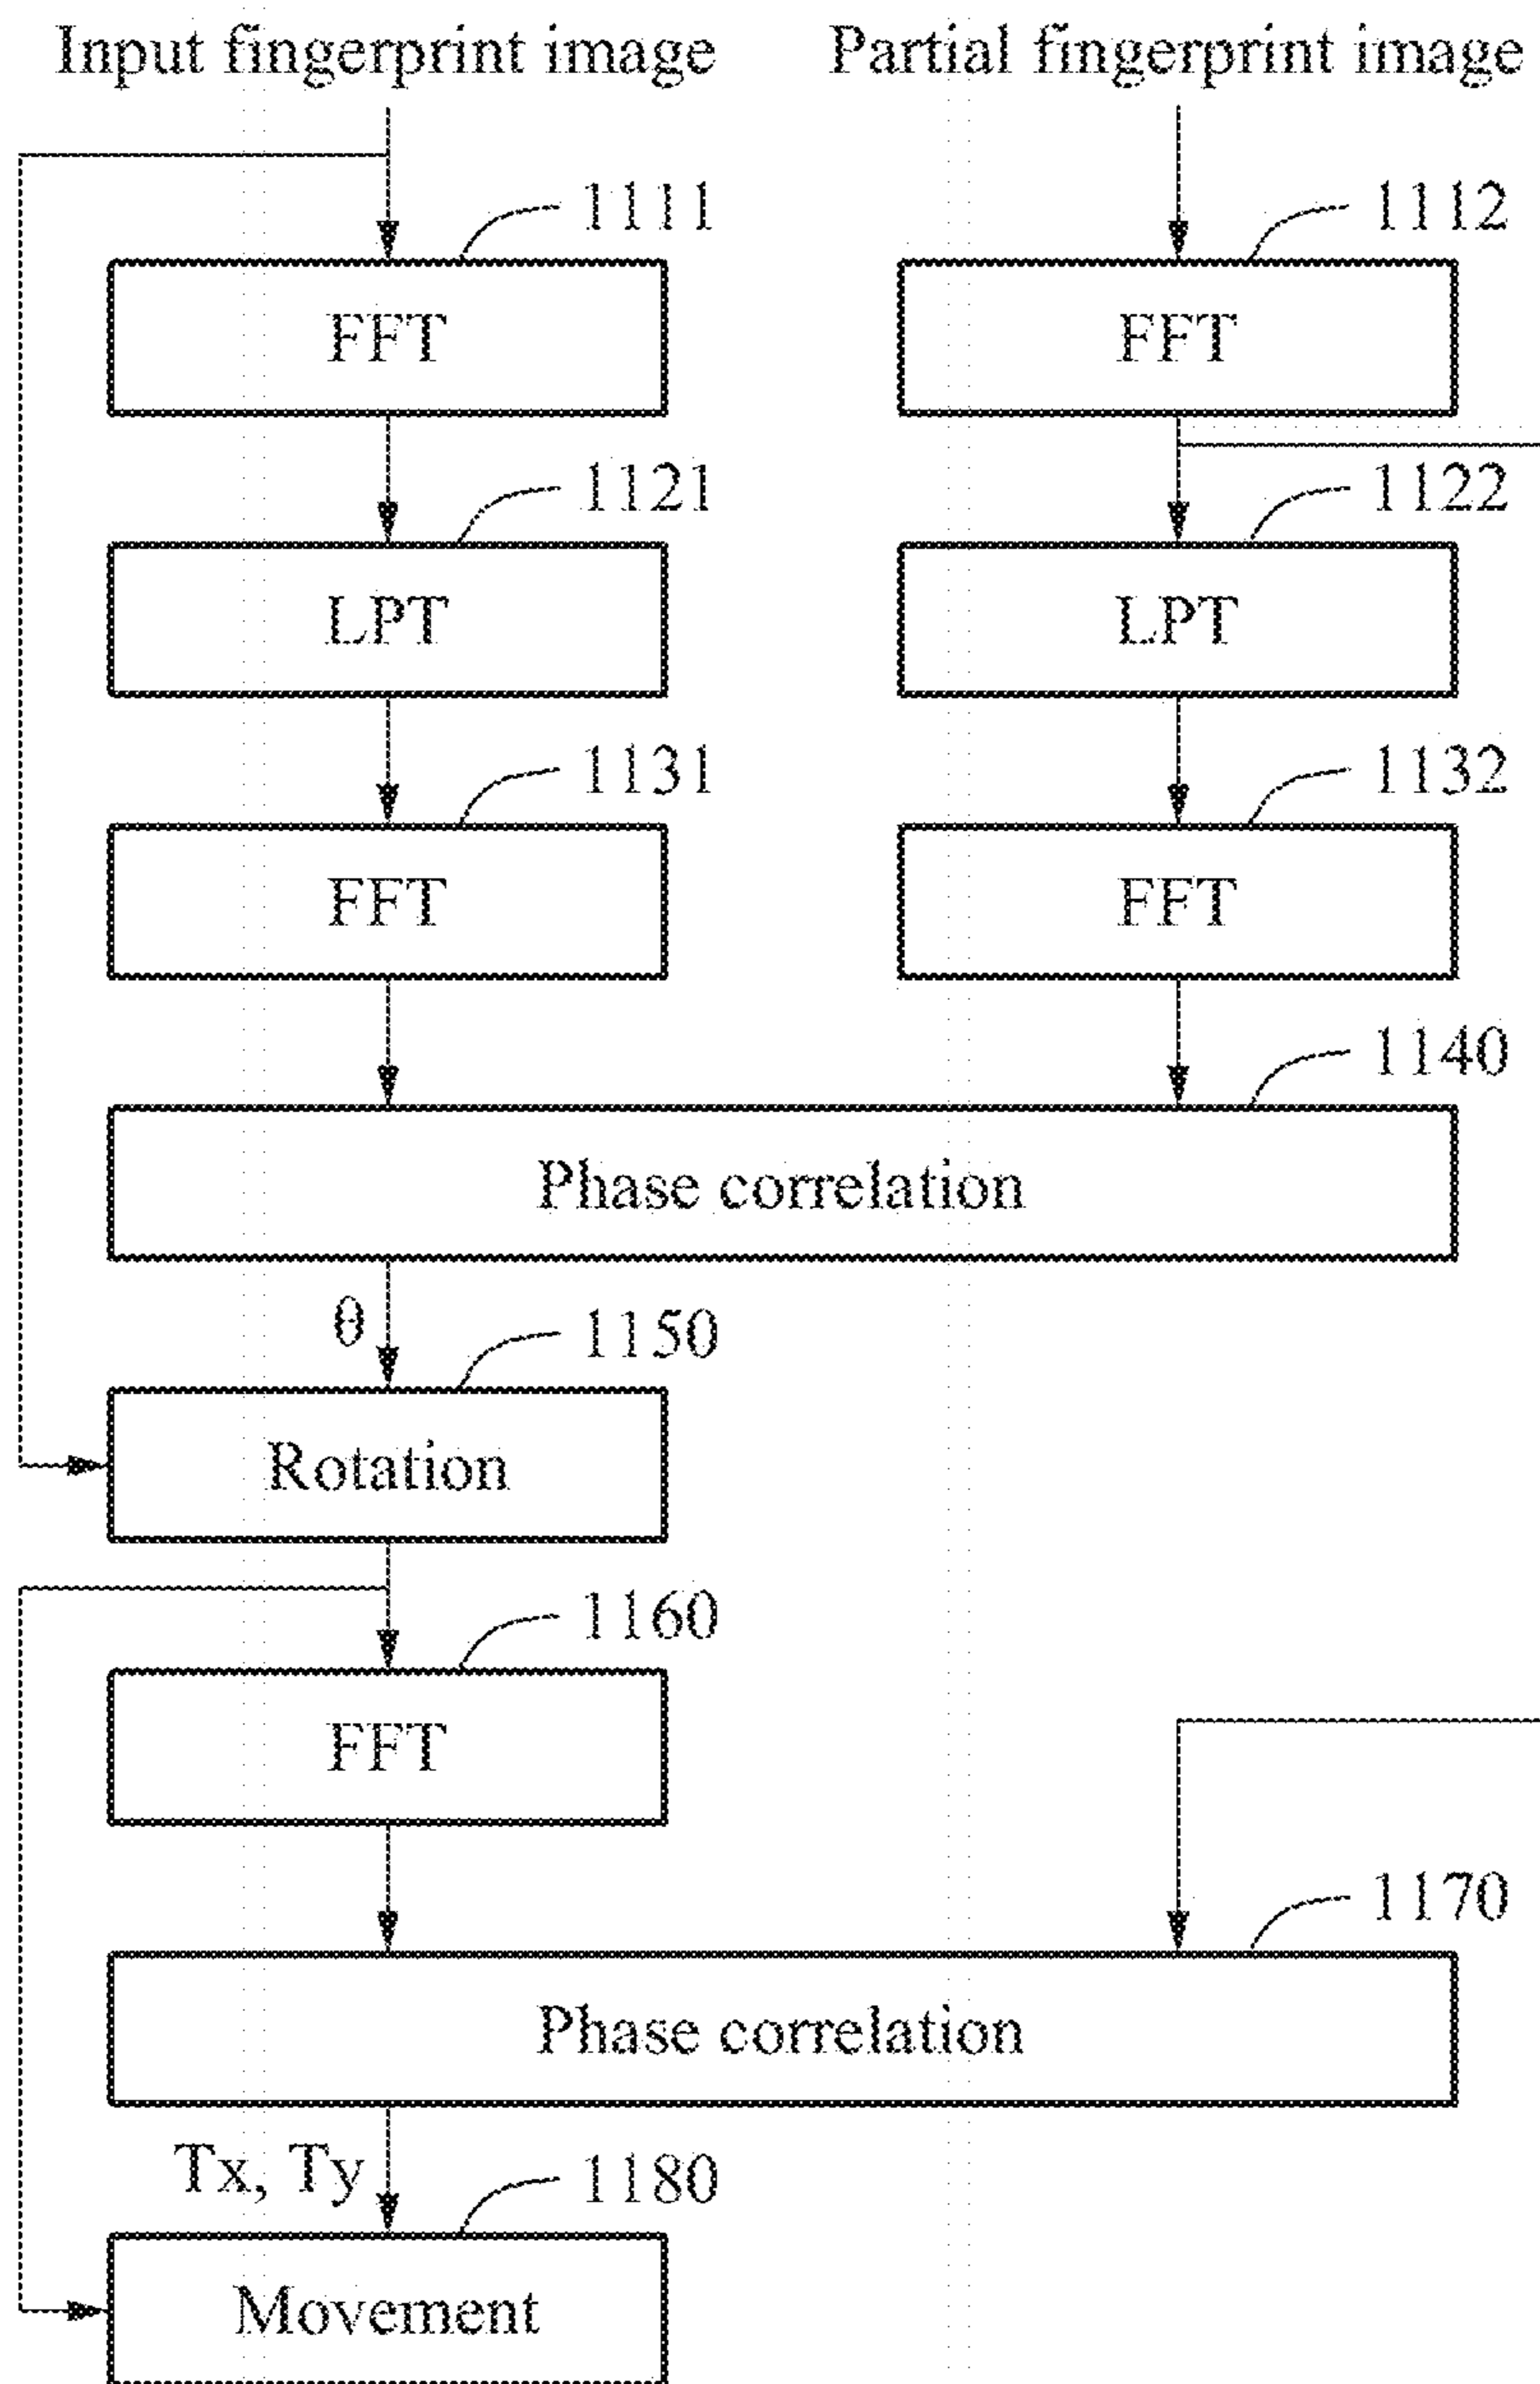 Input fingerprint image
Partial fingerprint image
1111
1112
FFT
FFT
1121
1122
LPT
LPT
1131
1132
FFT
FFT
1140
Phase correlation
θ
1150
Rotation
1160
FFT
1170
Phase correlation
Tx, Ty
1180
Movement